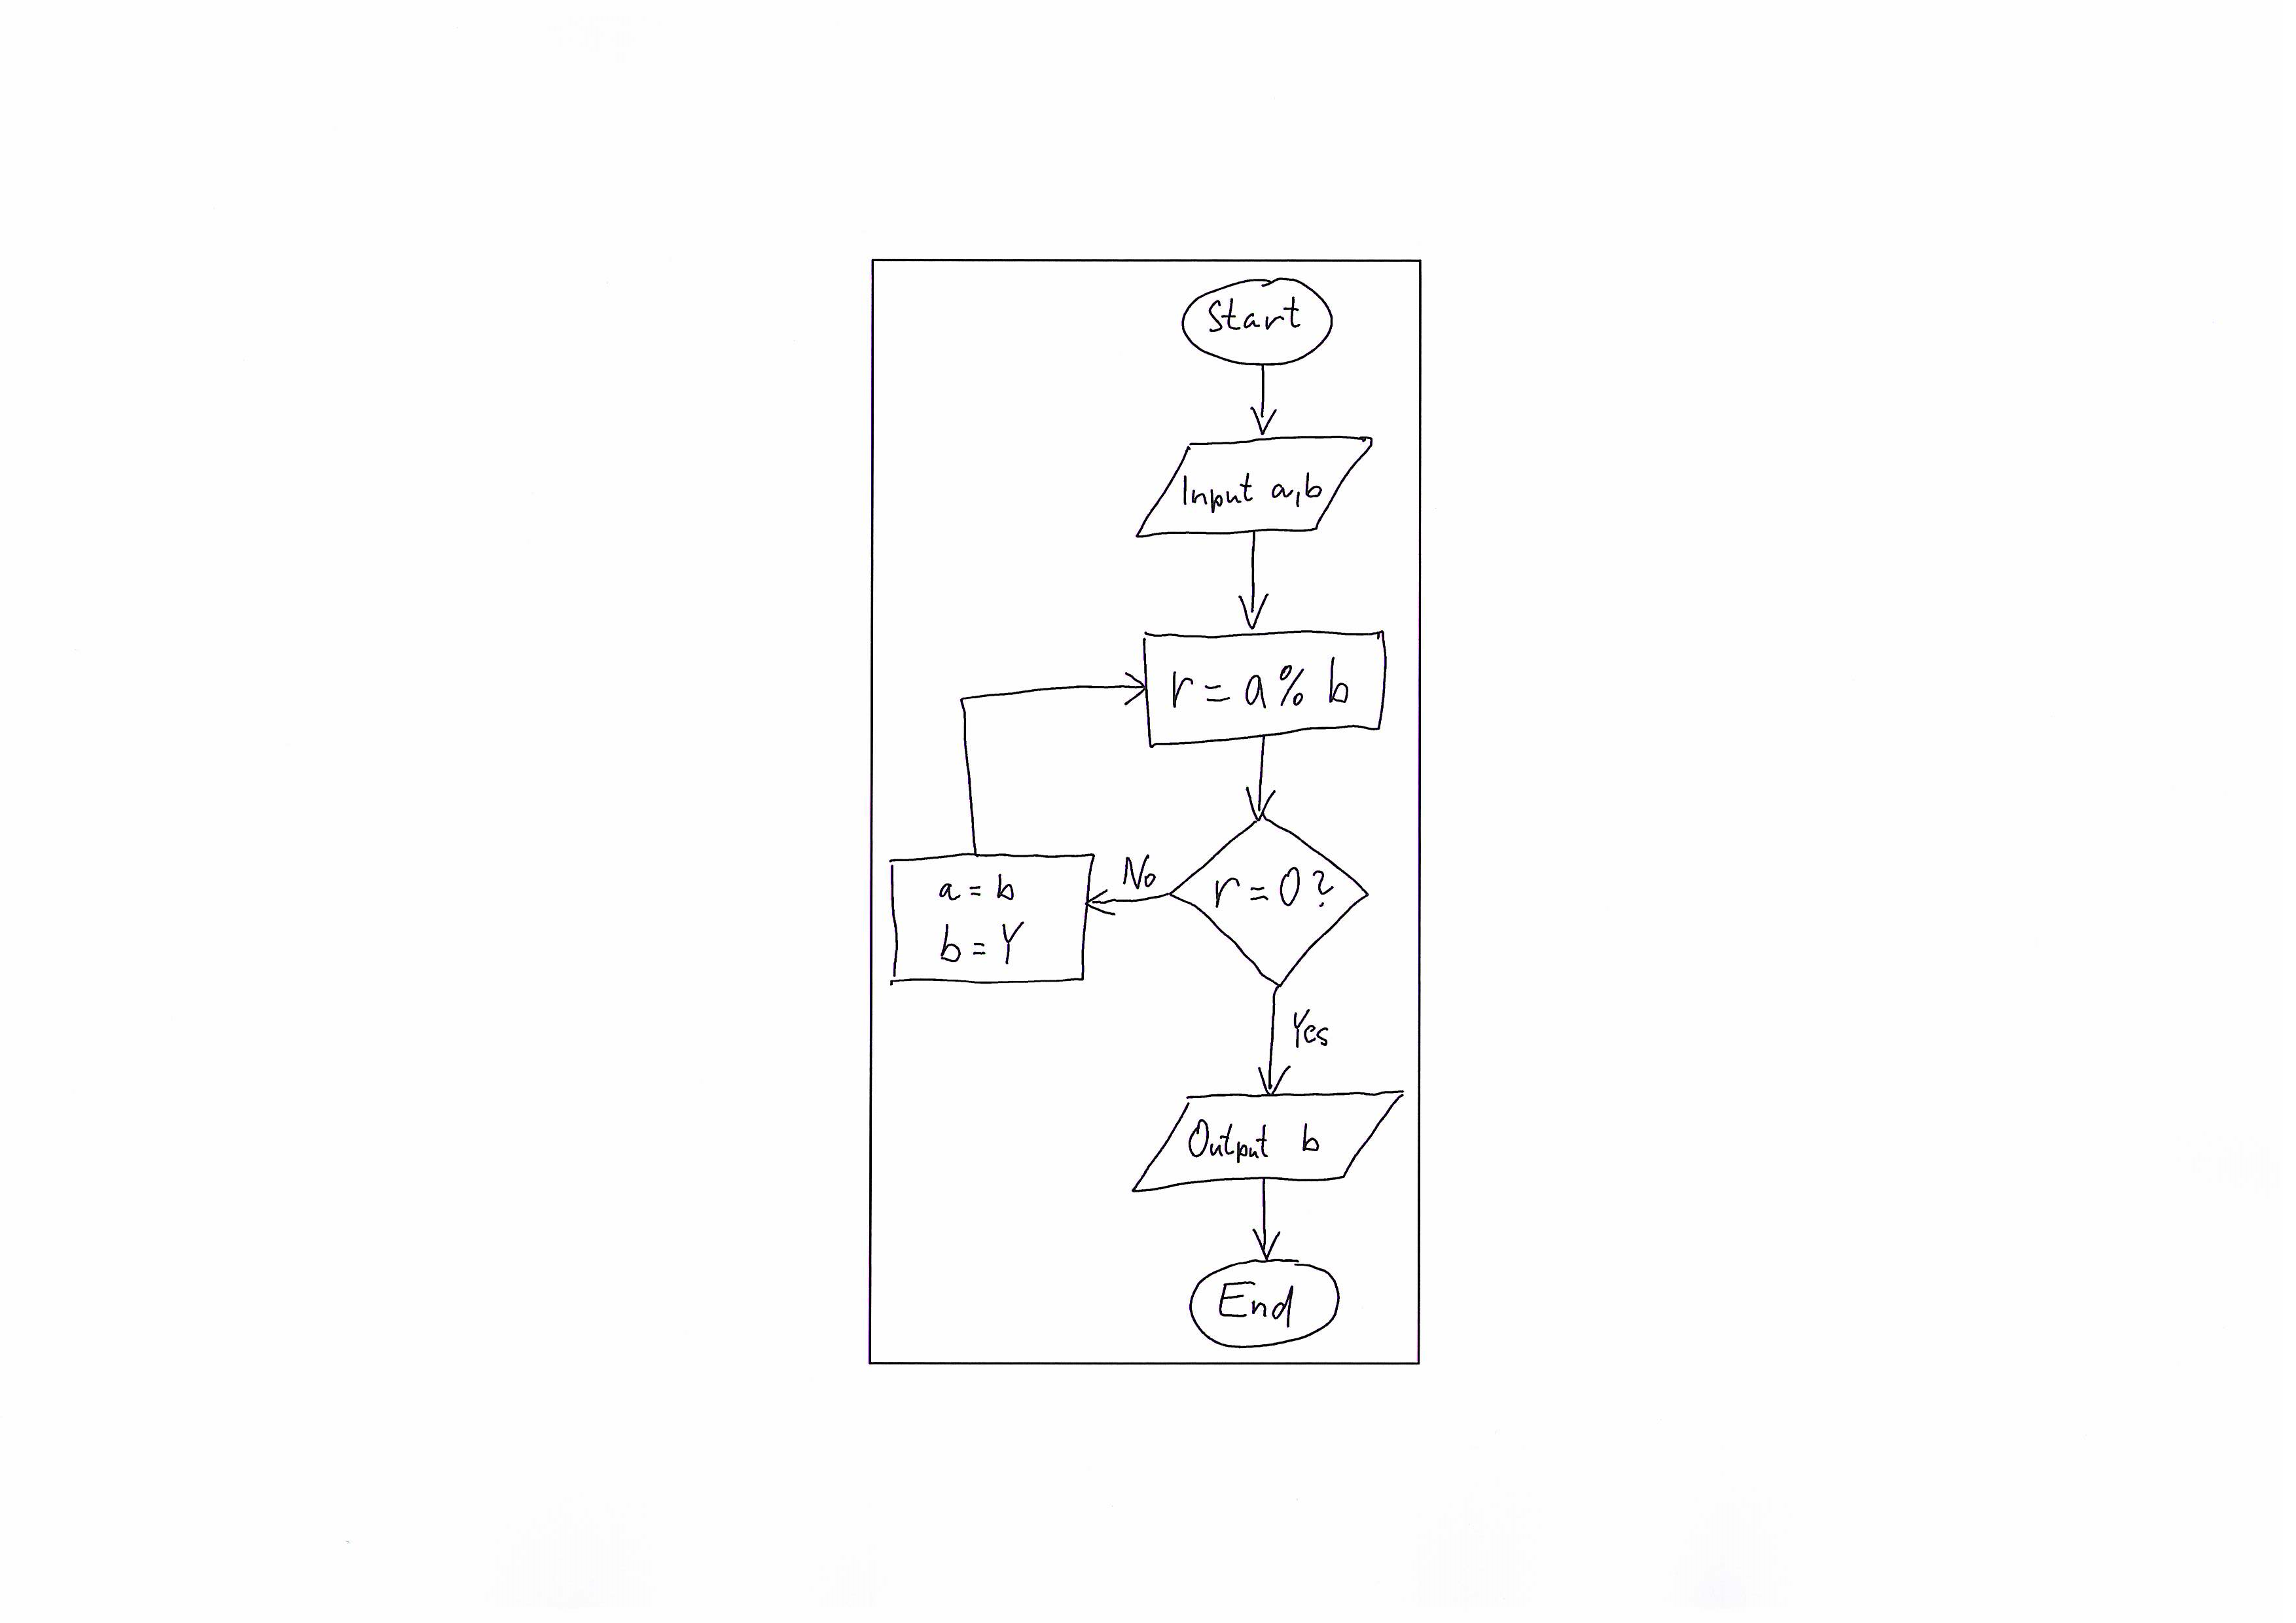 Start
Input a,b
r = a % b
r = 0 ?
No
a = b
b = Y
Yes
Output b
End